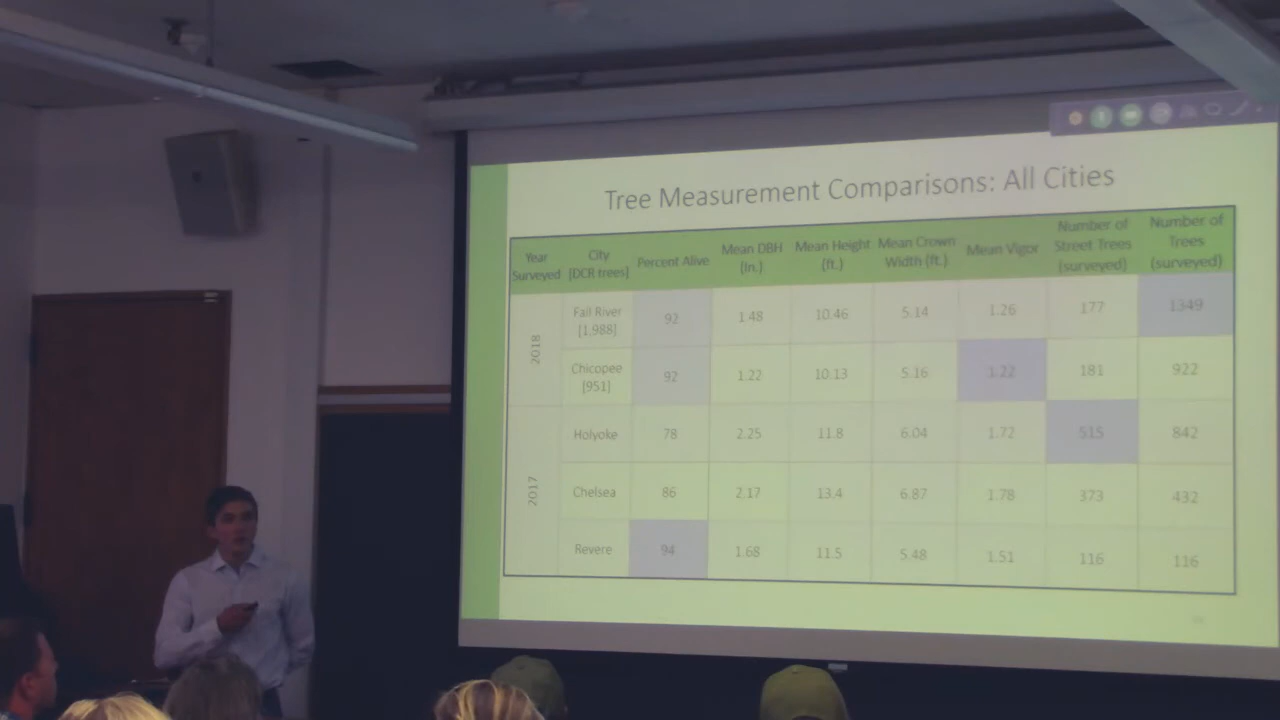 Tree Measurement Comparisons: All Cities
Year Surveyed | City [DCR trees] | Percent Alive | Mean DBH (in.) | Mean Height (ft.) | Mean Crown Width (ft.) | Mean Vigor | Number of Street Trees (surveyed) | Number of Trees (surveyed)
2018 | Fall River [1,988] | 92 | 1.48 | 10.46 | 5.14 | 1.26 | 177 | 1349
Chicopee [951] | 92 | 1.22 | 10.13 | 5.16 | 1.22 | 181 | 922
2017 | Holyoke | 78 | 2.25 | 11.8 | 6.04 | 1.72 | 515 | 842
Chelsea | 86 | 2.17 | 13.4 | 6.87 | 1.78 | 373 | 432
Revere | 94 | 1.68 | 11.5 | 5.48 | 1.51 | 116 | 116